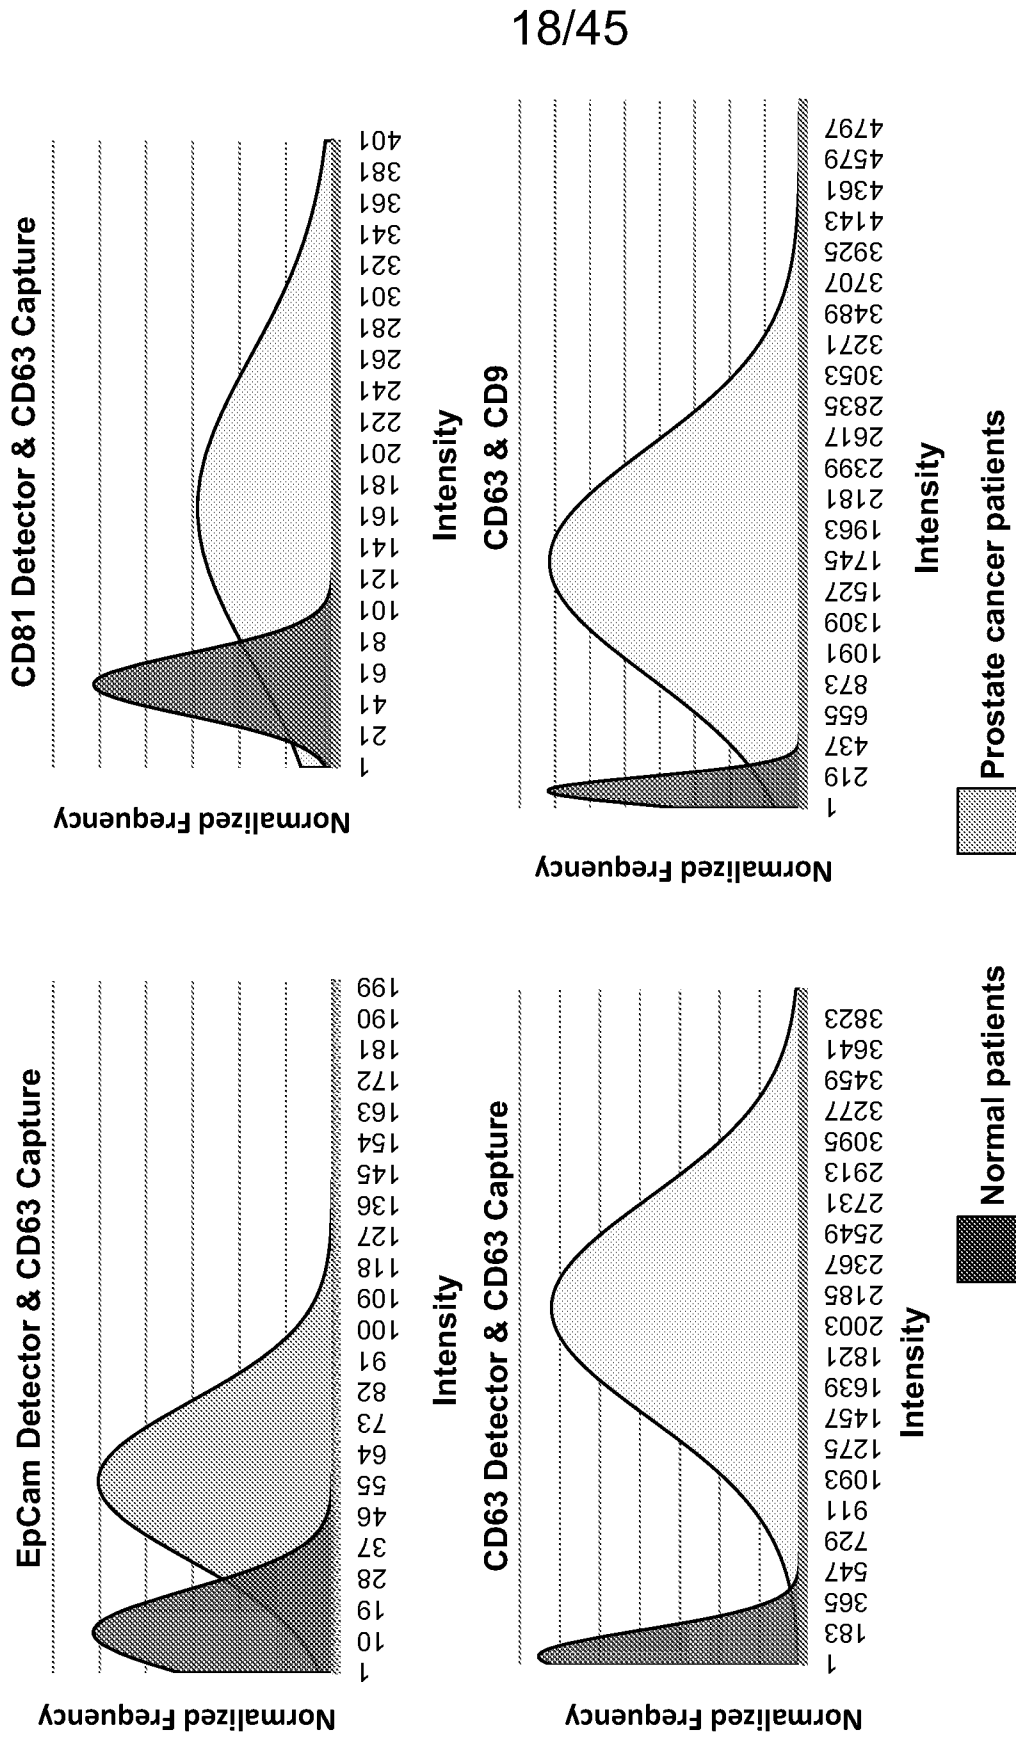 18/45
EpCam Detector & CD63 Capture
Normalized Frequency
1 10 19 28 37 46 55 64 73 82 91 100 109 118 127 136 145 154 163 172 181 190 199
Intensity
CD81 Detector & CD63 Capture
Normalized Frequency
1 21 41 61 81 101 121 141 161 181 201 221 241 261 281 301 321 341 361 381 401
Intensity
CD63 Detector & CD63 Capture
Normalized Frequency
1 183 365 547 729 911 1093 1275 1457 1639 1821 2003 2185 2367 2549 2731 2913 3095 3277 3459 3641 3823
Intensity
CD63 & CD9
Normalized Frequency
1 219 437 655 873 1091 1309 1527 1745 1963 2181 2399 2617 2835 3053 3271 3489 3707 3925 4143 4361 4579 4797
Intensity
Normal patients
Prostate cancer patients